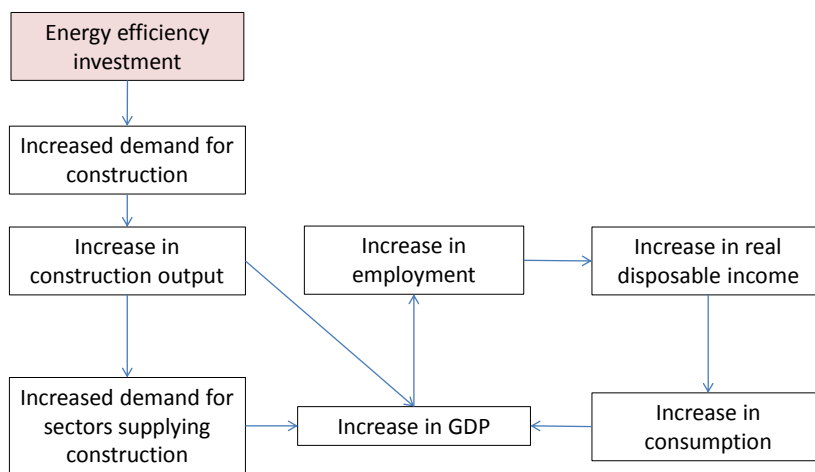 Energy efficiency
investment
Increased demand for
construction
Increase in
construction output
Increase in
employment
Increase in real
disposable income
Increased demand for
sectors supplying
construction
Increase in GDP
Increase in
consumption